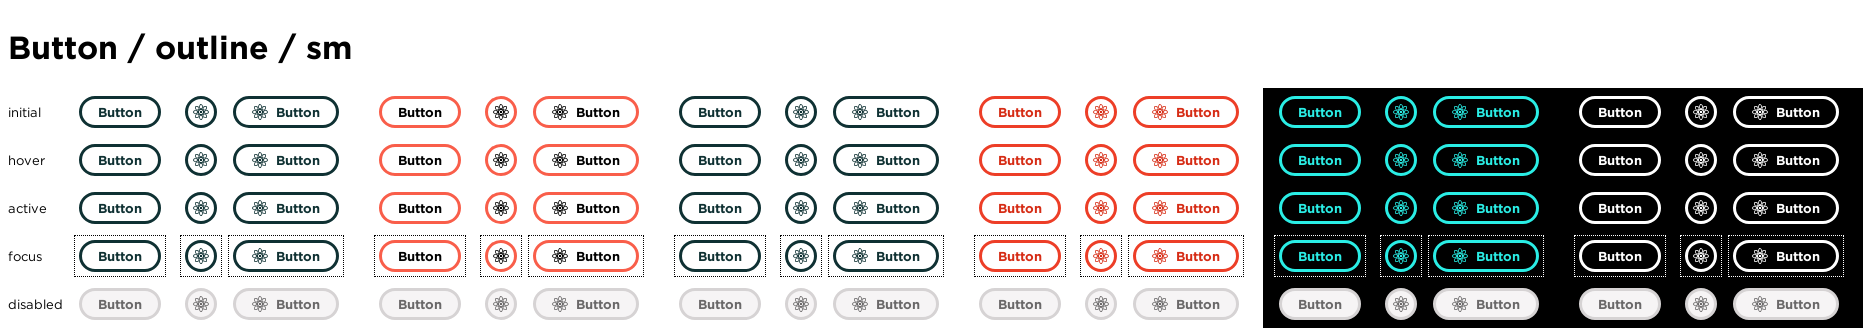 Button / outline / sm
initial Button Button Button Button Button Button Button Button Button Button Button Button
hover Button Button Button Button Button Button Button Button Button Button Button Button
active Button Button Button Button Button Button Button Button Button Button Button Button
focus Button Button Button Button Button Button Button Button Button Button Button Button
disabled Button Button Button Button Button Button Button Button Button Button Button Button